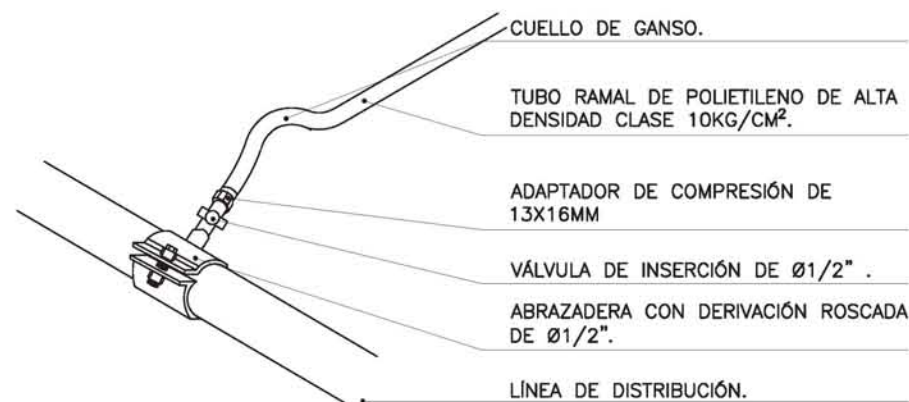 CUELLO DE GANSO.
TUBO RAMAL DE POLIETILENO DE ALTA
DENSIDAD CLASE 10KG/CM².
ADAPTADOR DE COMPRESIÓN DE
13X16MM
VÁLVULA DE INSERCIÓN DE Ø1/2" .
ABRAZADERA CON DERIVACIÓN ROSCADA
DE Ø1/2".
LÍNEA DE DISTRIBUCIÓN.